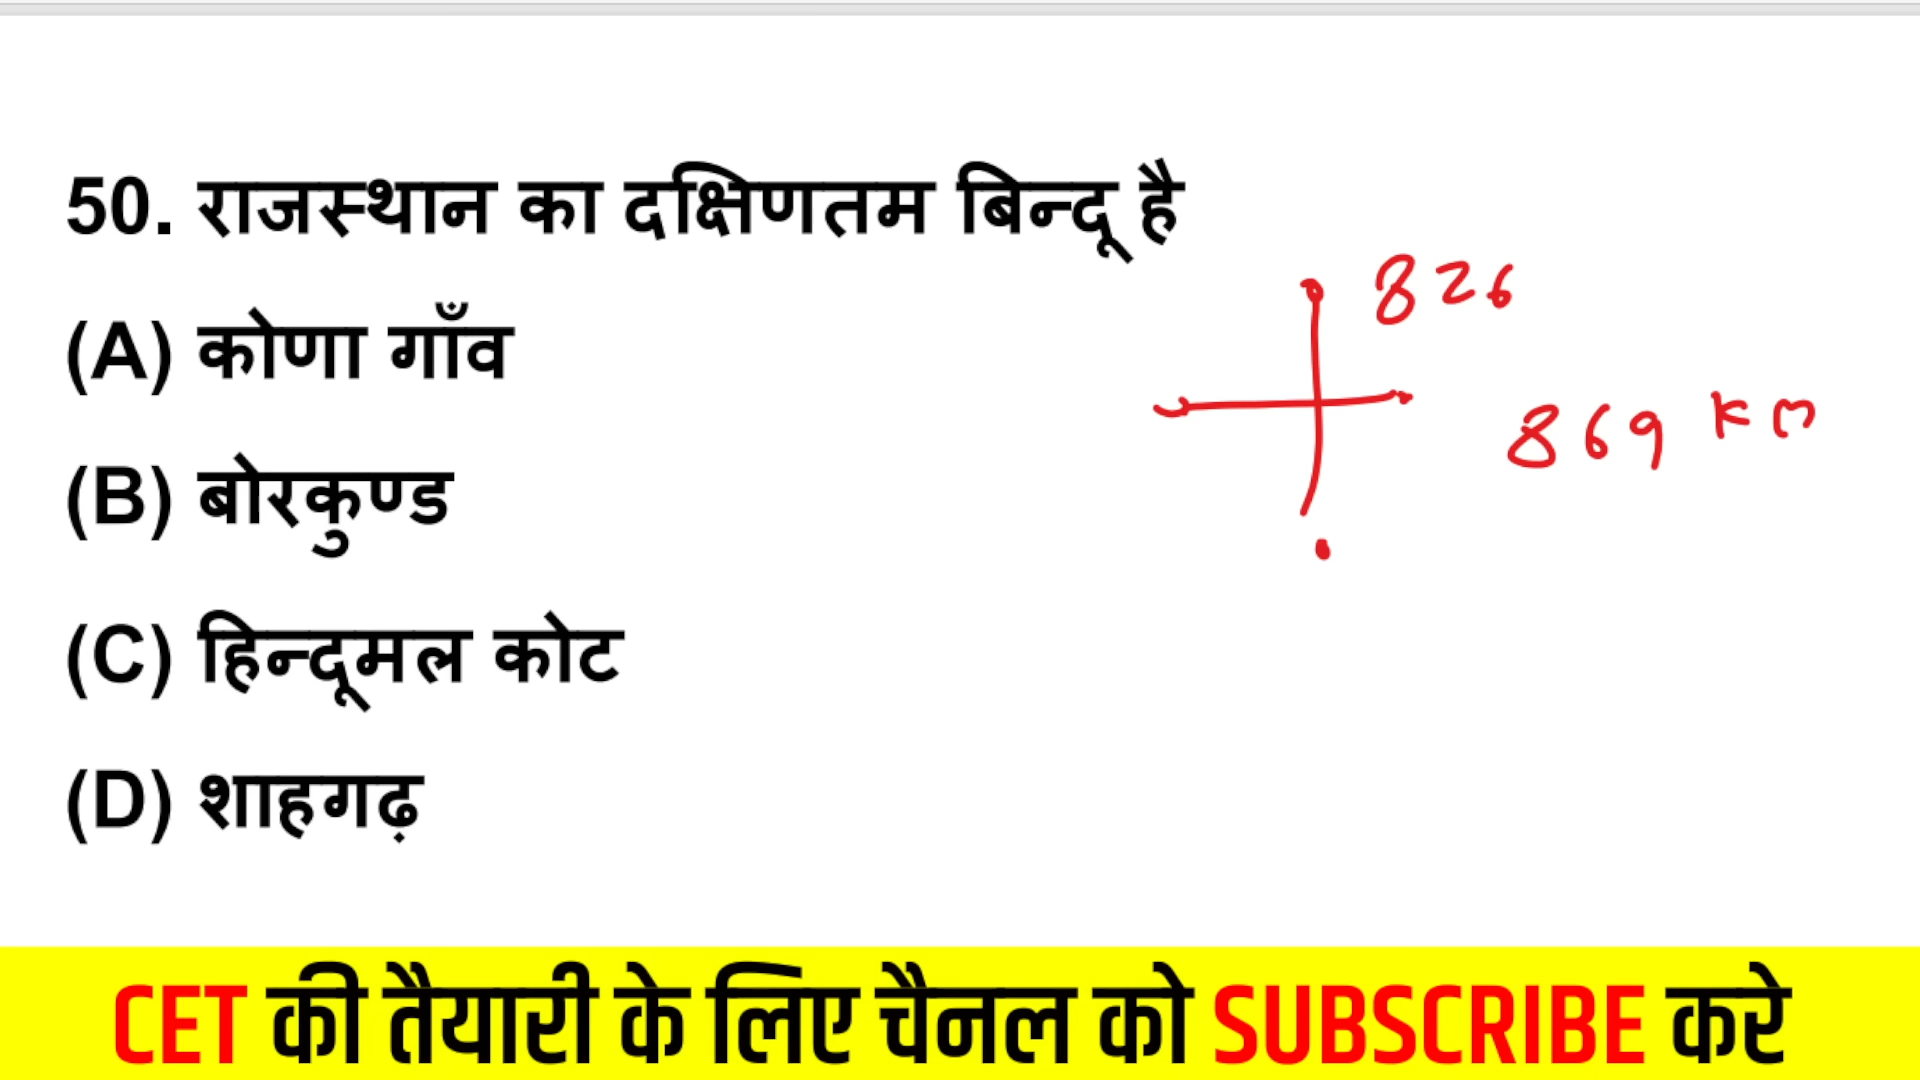 50. राजस्थान का दक्षिणतम बिन्दू है
826
(A) कोणा गाँव
869 KM
(B) बोरकुण्ड
(C) हिन्दूमल कोट
(D) शाहगढ़
CET की तैयारी के लिए चैनल को SUBSCRIBE करे